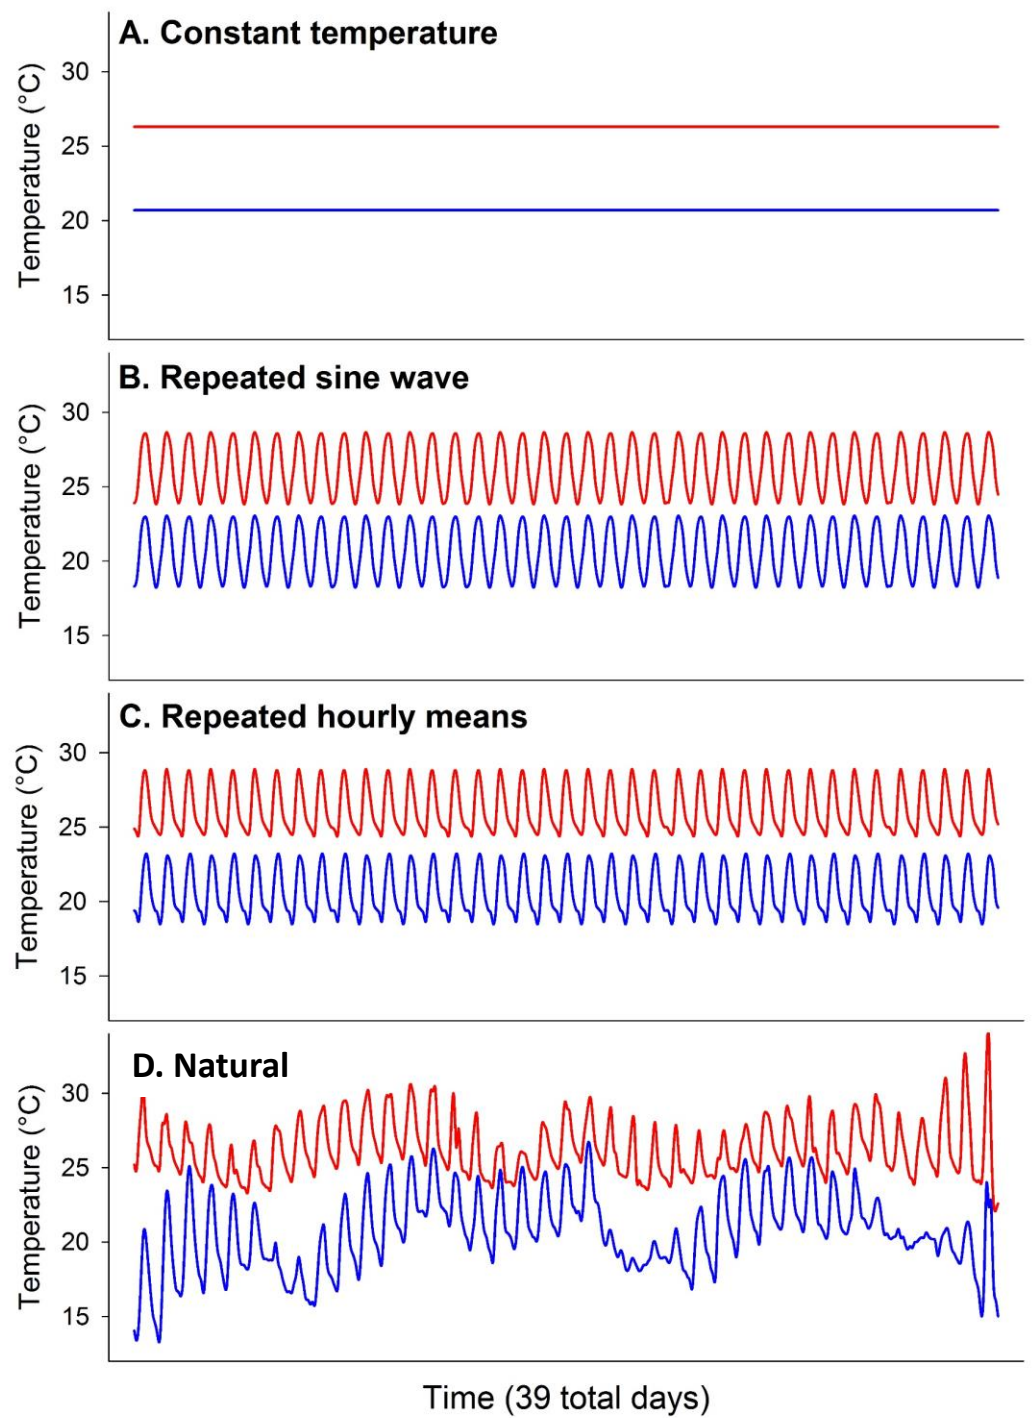 A. Constant temperature
Temperature (°C)
30
25
20
15
B. Repeated sine wave
Temperature (°C)
30
25
20
15
C. Repeated hourly means
Temperature (°C)
30
25
20
15
D. Natural
Temperature (°C)
30
25
20
15
Time (39 total days)